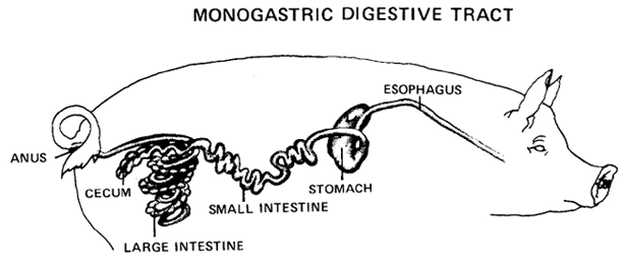 MONOGASTRIC DIGESTIVE TRACT
ESOPHAGUS
ANUS
CECUM
STOMACH
SMALL INTESTINE
LARGE INTESTINE